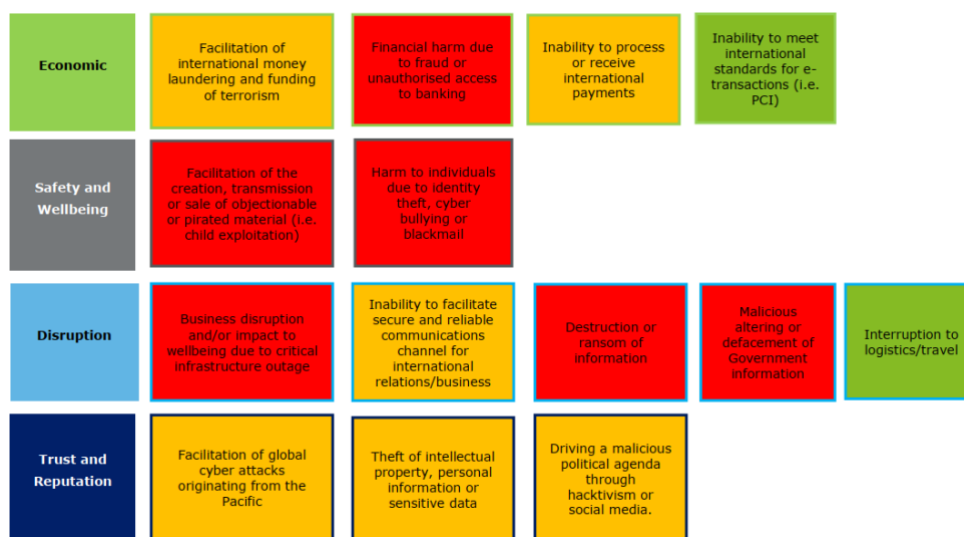 Economic
Facilitation of
international money
laundering and funding
of terrorism
Financial harm due
to fraud or
unauthorised access
to banking
Inability to process
or receive
international
payments
Inability to meet
international
standards for e-
transactions (i.e.
PCI)
Safety and
Wellbeing
Facilitation of the
creation, transmission
or sale of objectionable
or pirated material (i.e.
child exploitation)
Harm to individuals
due to identity
theft, cyber
bullying or
blackmail
Disruption
Business disruption
and/or impact to
wellbeing due to critical
infrastructure outage
Inability to facilitate
secure and reliable
communications
channel for
international
relations/business
Destruction or
ransom of
information
Malicious
altering or
defacement of
Government
information
Interruption to
logistics/travel
Trust and
Reputation
Facilitation of global
cyber attacks
originating from the
Pacific
Theft of intellectual
property, personal
information or
sensitive data
Driving a malicious
political agenda
through
hacktivism or
social media.